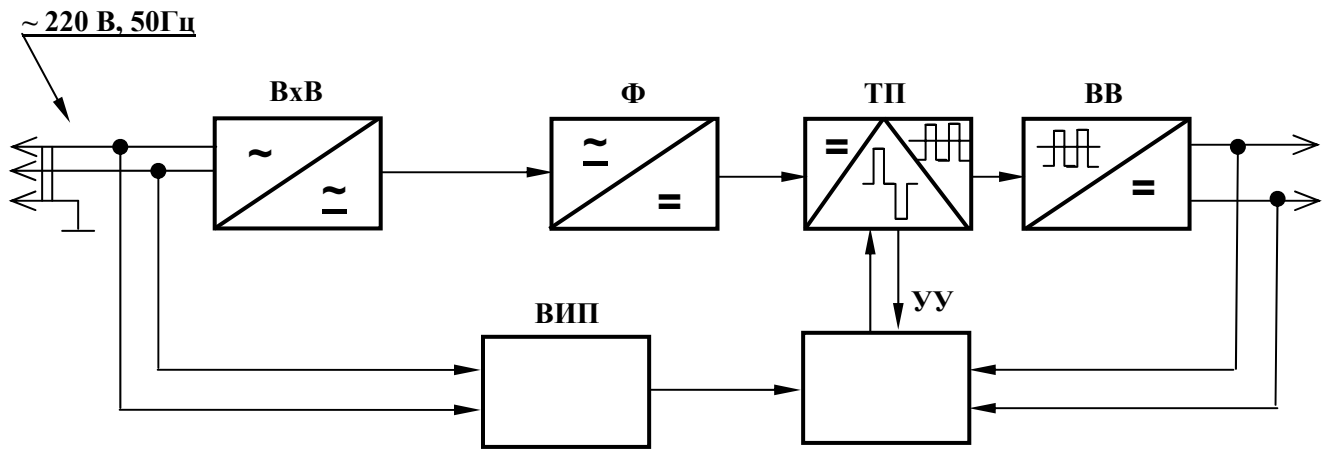 ~ 220 В, 50Гц
ВхВ
Ф
ТП
ВВ
~
≃
≃
=
=
=
ВИП
УУ